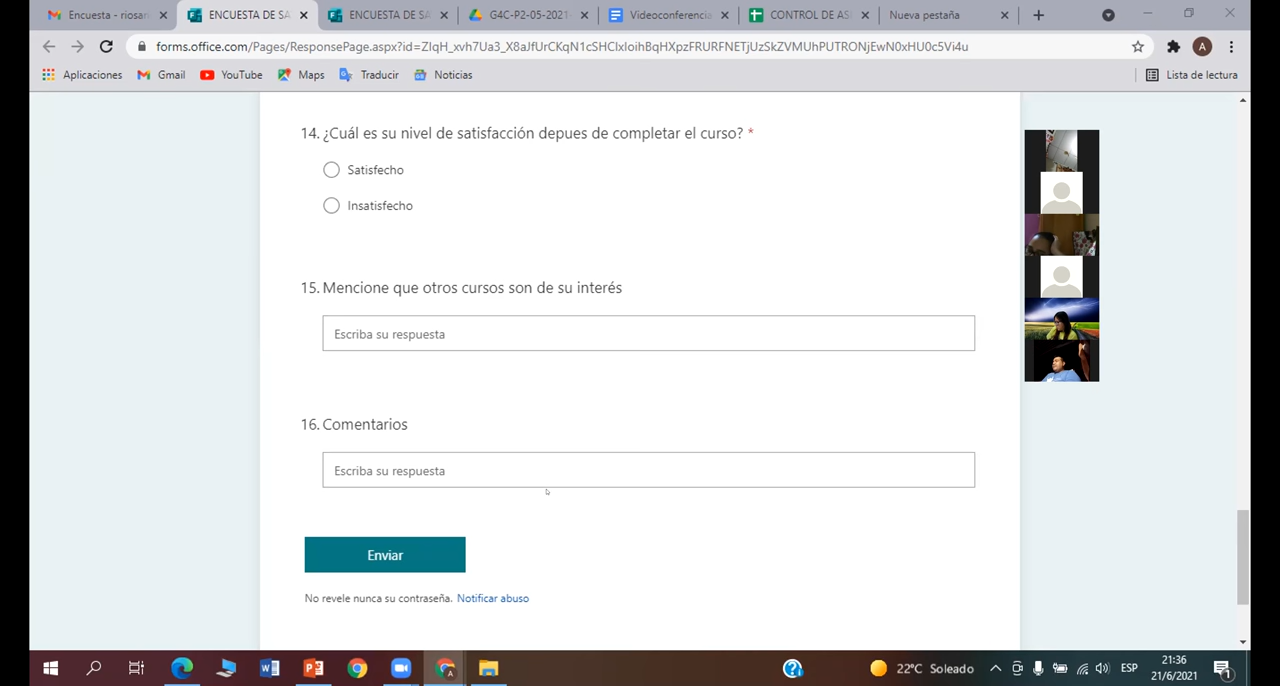 Encuesta - riosar
ENCUESTA DE SA
ENCUESTA DE SA
G4C-P2-05-2021-
Videoconferencia
CONTROL DE AS
Nueva pestaña
forms.office.com/Pages/ResponsePage.aspx?id=ZIqH_xvh7Ua3_X8aJfUrCKqN1cSHCIxIoihBqHXpzFRURFNETjUzSkZVMUhPUTRONjEwN0xHU0c5Vi4u
A
Aplicaciones
Gmail
YouTube
Maps
Traducir
Noticias
Lista de lectura
14. ¿Cuál es su nivel de satisfacción depues de completar el curso? *
Satisfecho
Insatisfecho
15. Mencione que otros cursos son de su interés
Escriba su respuesta
16. Comentarios
Escriba su respuesta
Enviar
No revele nunca su contraseña. Notificar abuso
22°C Soleado
ESP
21:36
21/6/2021
1